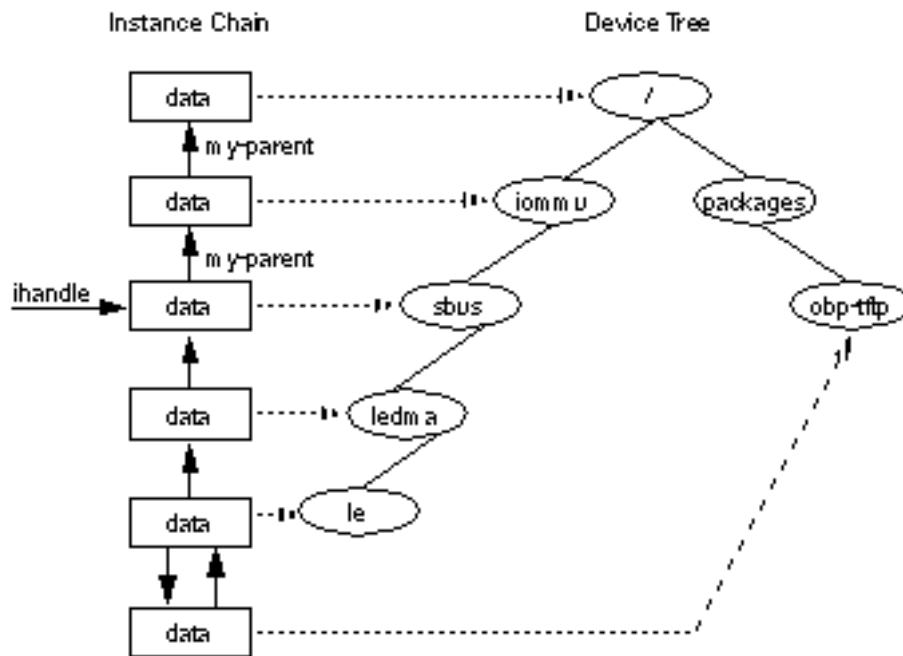 Instance Chain
Device Tree
data
/
my-parent
data
iommu
packages
my-parent
ihandle
data
sbus
obp-tftp
data
ledma
data
le
data